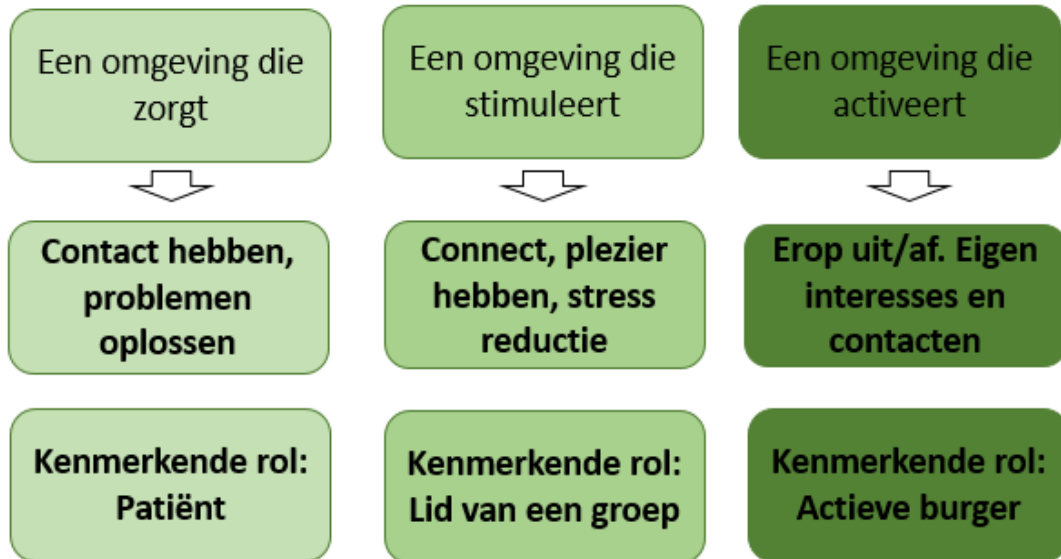 Een omgeving die
zorgt
Een omgeving die
stimuleert
Een omgeving die
activeert
Contact hebben,
problemen
oplossen
Connect, plezier
hebben, stress
reductie
Erop uit/af. Eigen
interesses en
contacten
Kenmerkende rol:
Patiënt
Kenmerkende rol:
Lid van een groep
Kenmerkende rol:
Actieve burger